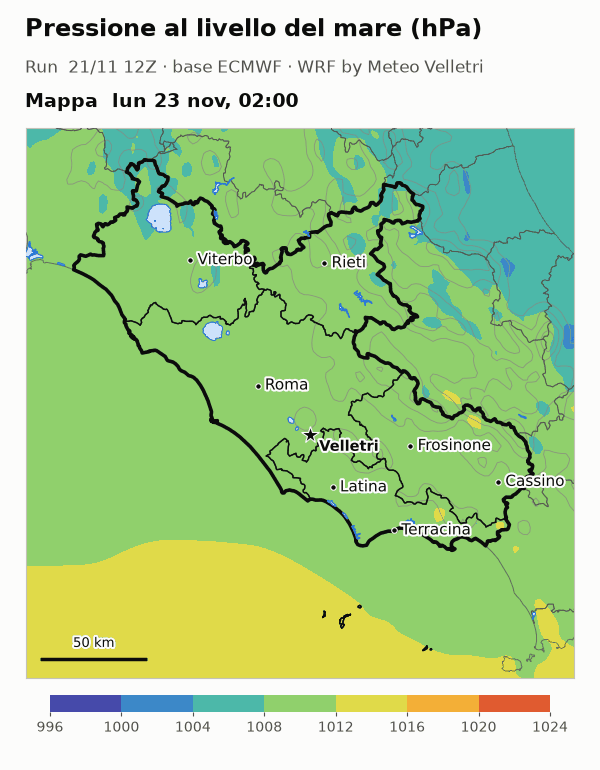 Pressione al livello del mare (hPa)
Run  21/11 12Z · base ECMWF · WRF by Meteo Velletri
Mappa  lun 23 nov, 02:00
Viterbo
Rieti
Roma
Velletri
Frosinone
Latina
Cassino
Terracina
50 km
996 1000 1004 1008 1012 1016 1020 1024